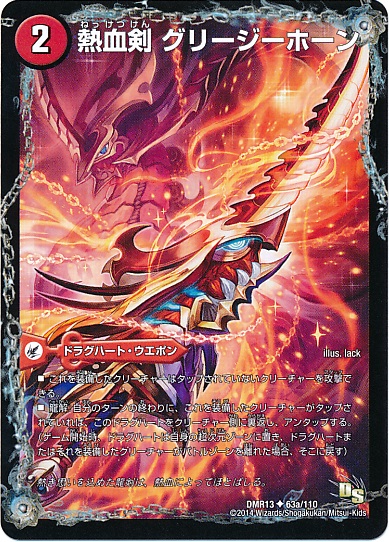 2
ねっけつけん
熱血剣 グリージーホーン
illus. lack
ドラグハート・ウエポン
■ これを装備したクリーチャーはタップされていないクリーチャーを攻撃で
きる。
■ 龍解:自分のターンの終わりに、これを装備したクリーチャーがタップされ
ていれば、このドラグハートをクリーチャー側に裏返し、アンタップする。
(ゲーム開始時、ドラグハートは自身の超次元ゾーンに置き、ドラグハートま
たはそれを装備したクリーチャーがバトルゾーンを離れた場合、そこに戻す)
熱き思いを込めた龍剣は、熱血によってほとばしる。
DS
DMR13 ◆ 63a/110
©2014 Wizards/Shogakukan/Mitsui-Kids